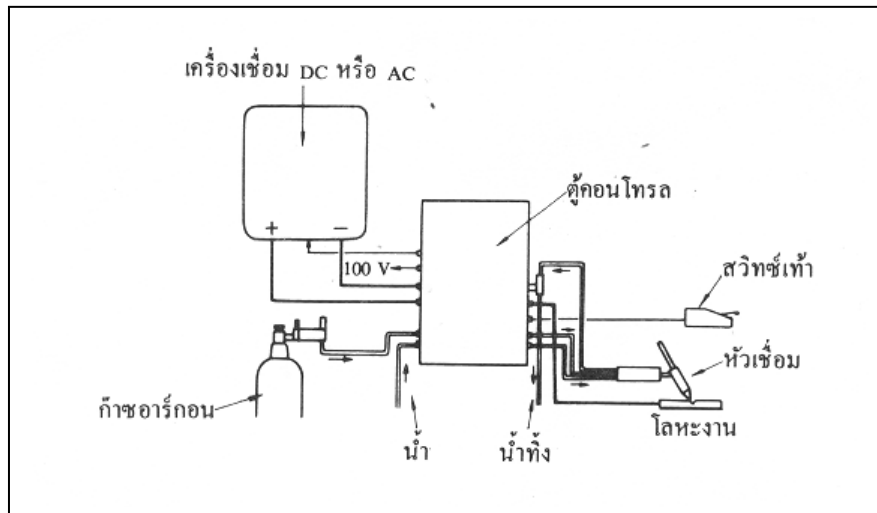 เครื่องเชื่อม DC หรือ AC
ตู้คอนโทรล
+ −
100 V
สวิทซ์เท้า
หัวเชื่อม
ก๊าซอาร์กอน
โลหะงาน
น้ำ
น้ำทิ้ง